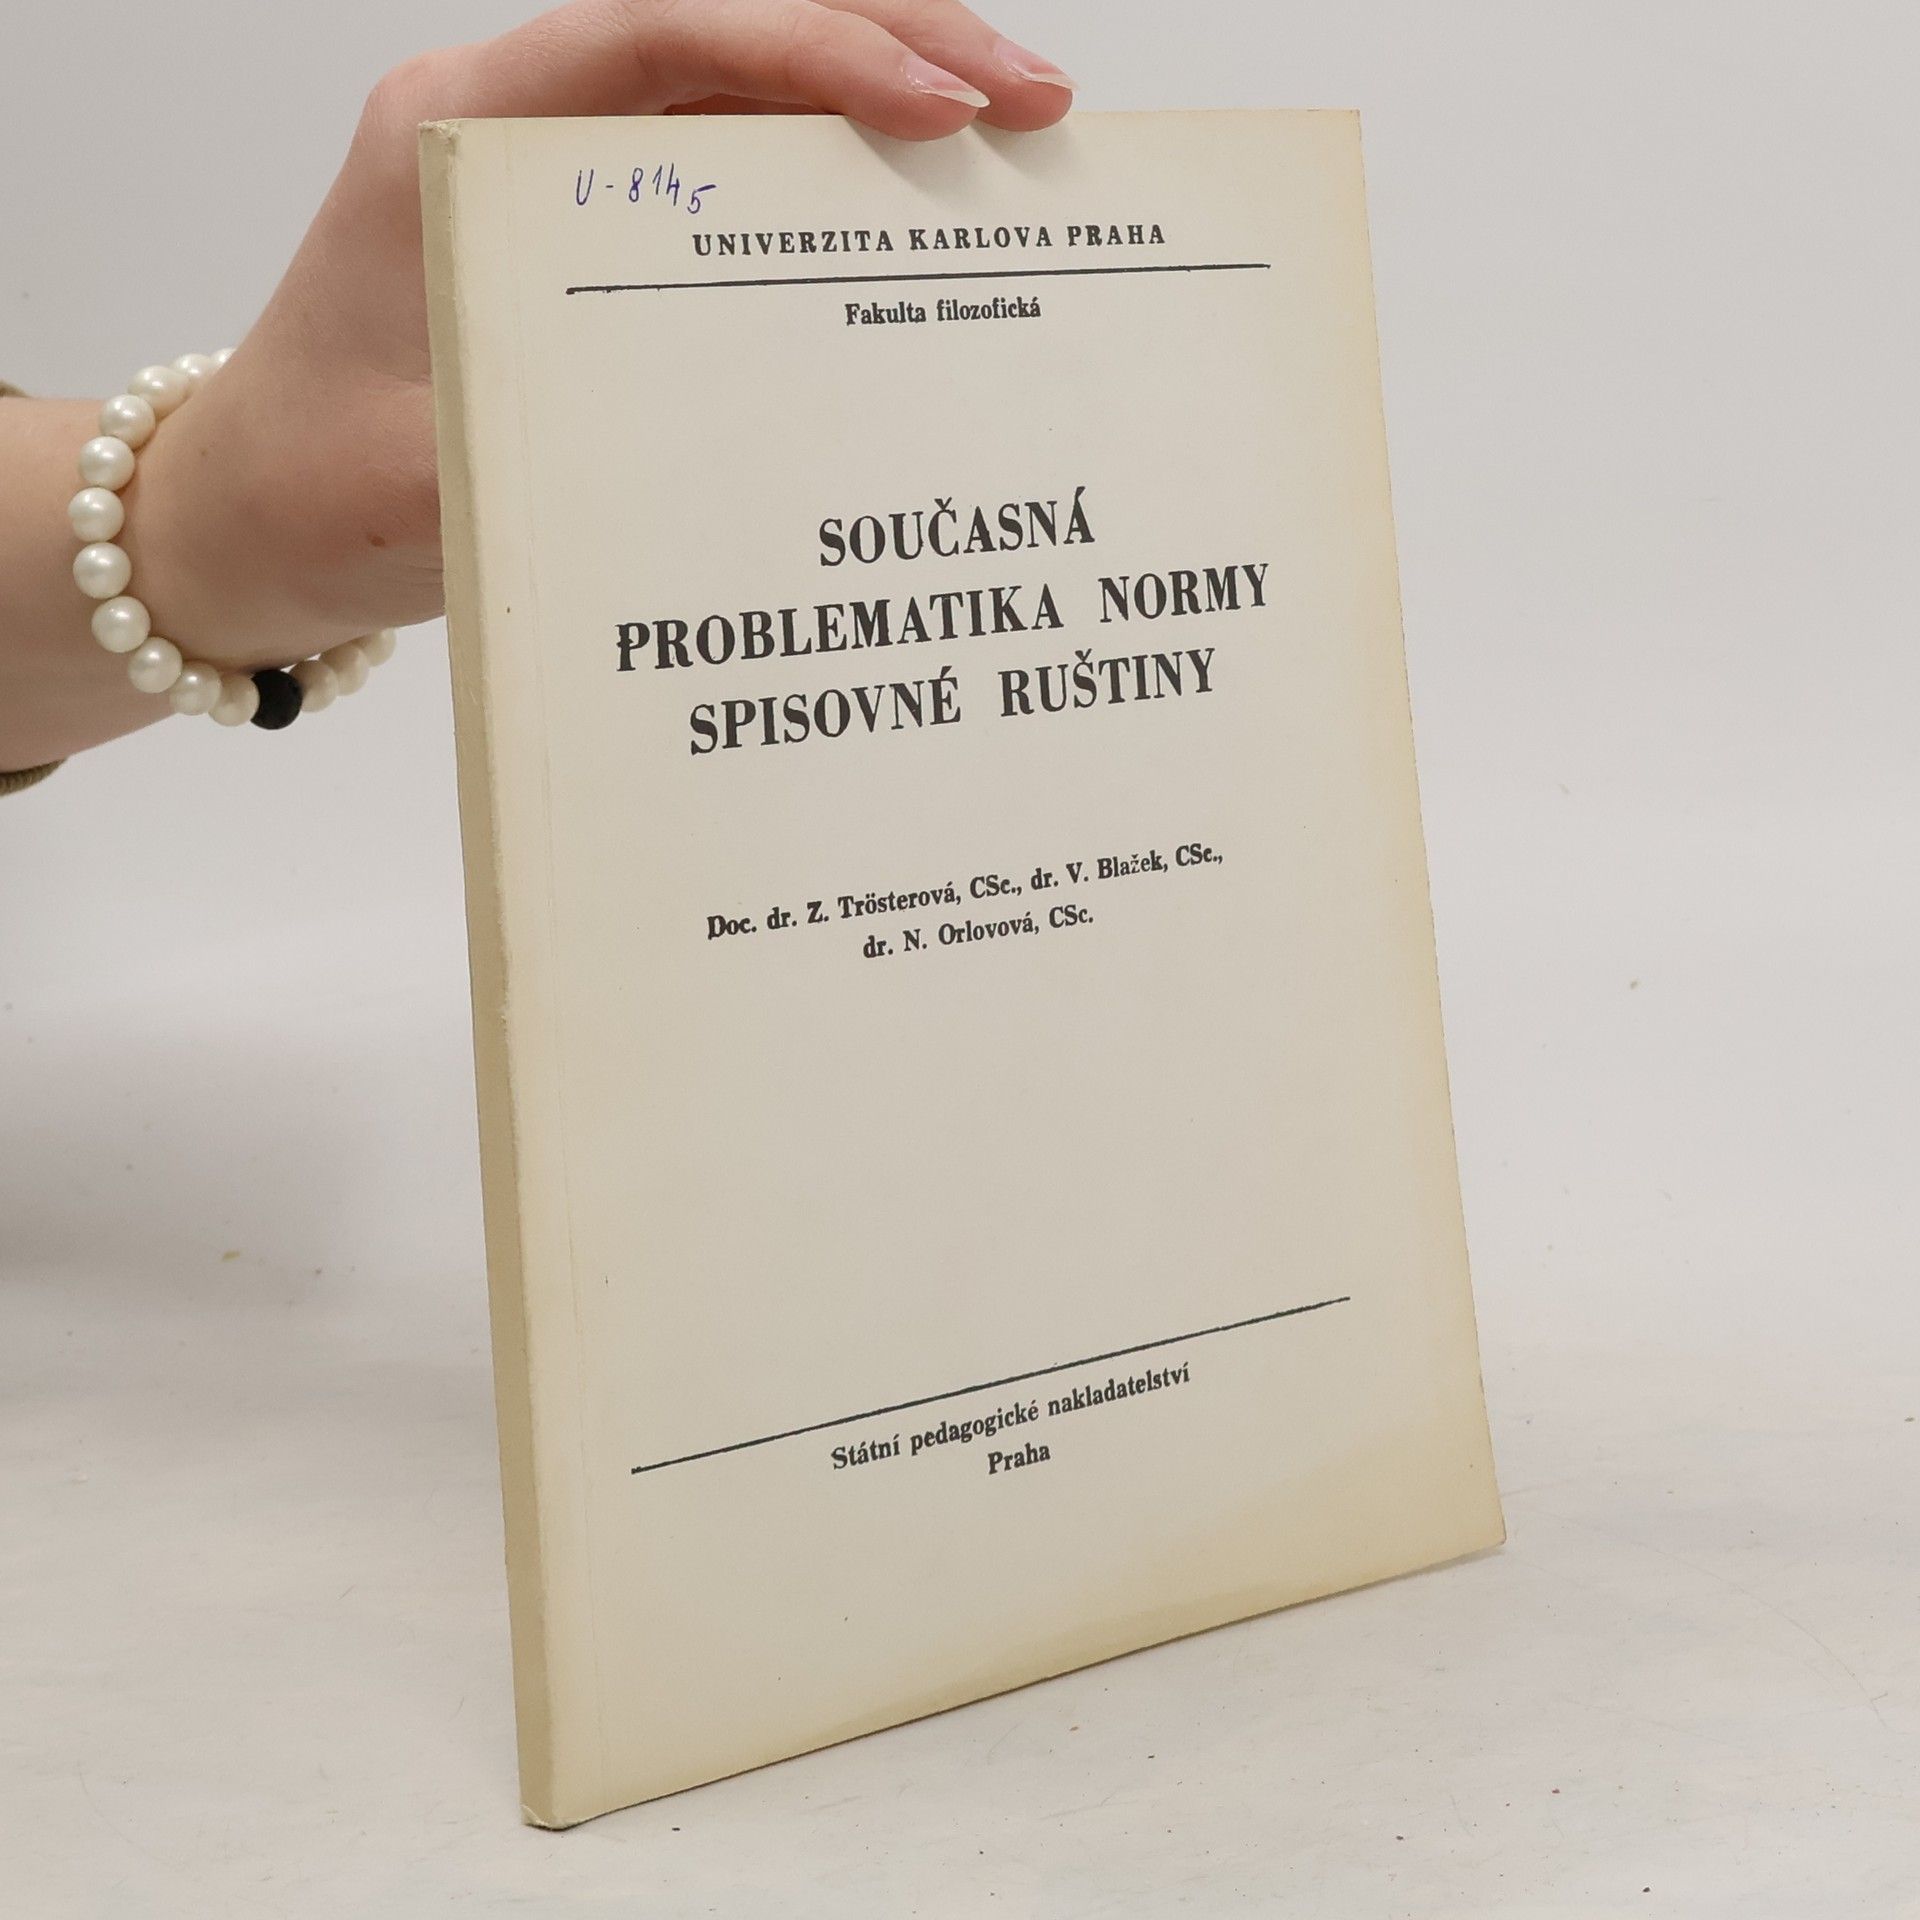 U-8145
UNIVERZITA KARLOVA PRAHA
Fakulta filozofická
SOUČASNÁ
PROBLEMATIKA NORMY
SPISOVNÉ RUŠTINY
Doc. dr. Z. Trösterová, CSc., dr. V. Blažek, CSc.,
dr. N. Orlovová, CSc.
Státní pedagogické nakladatelství
Praha